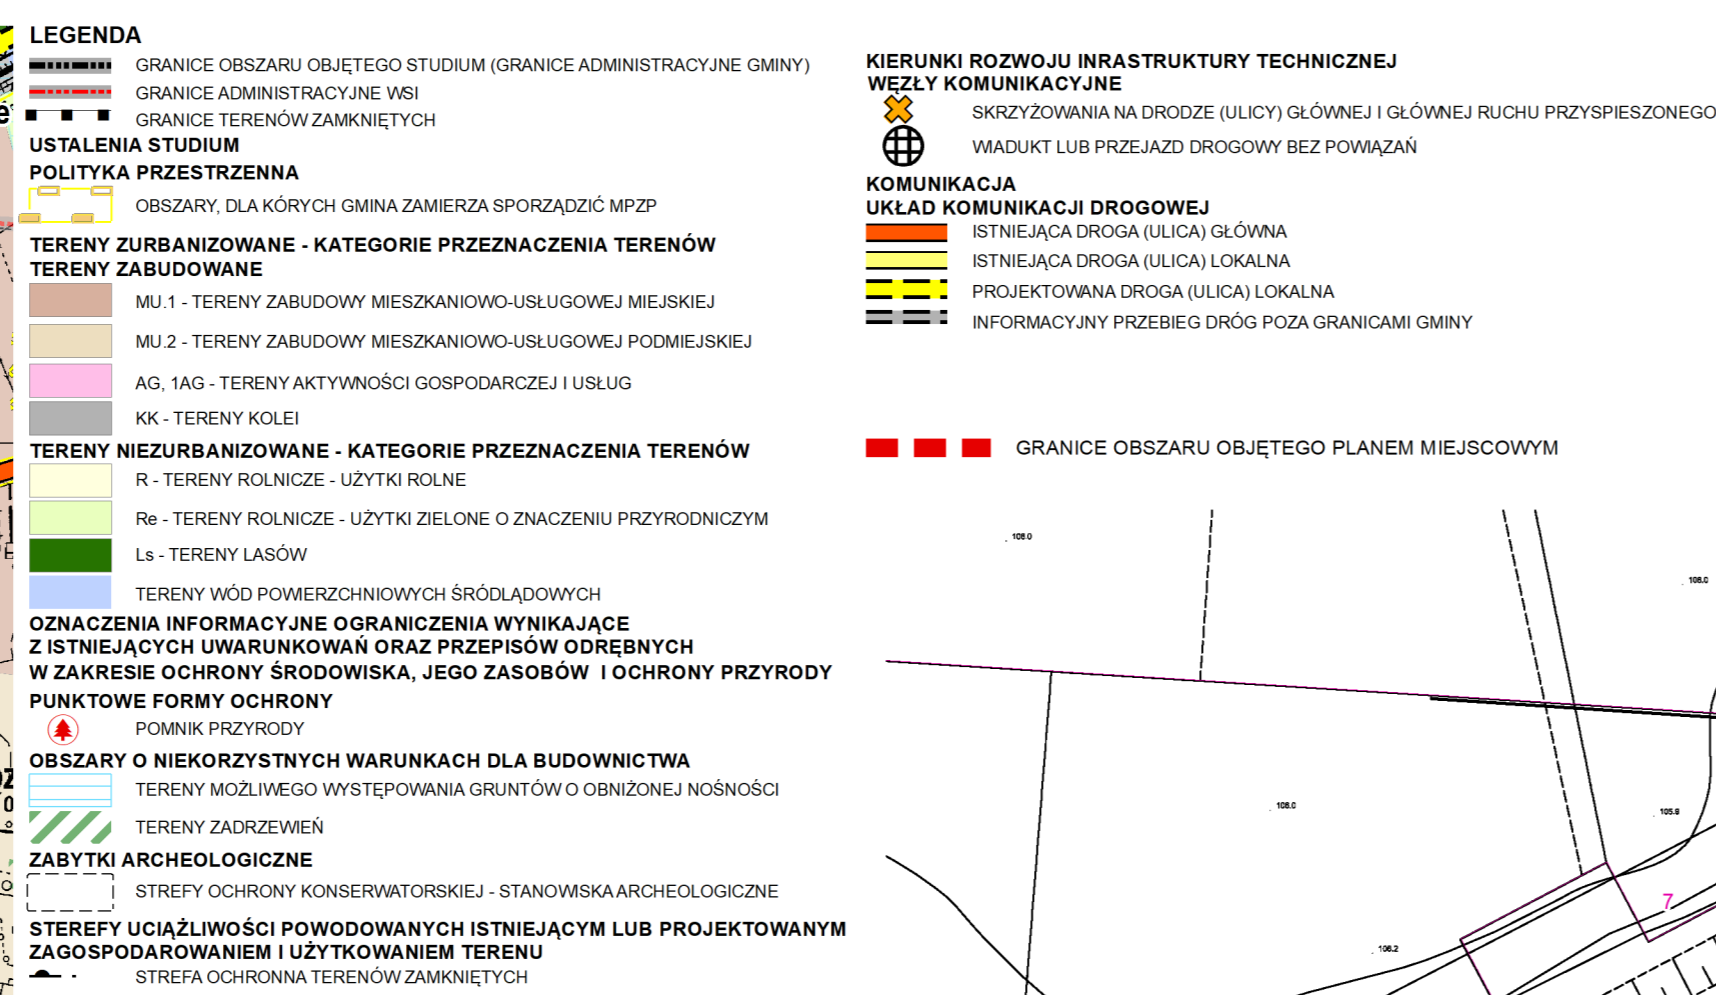 LEGENDA
GRANICE OBSZARU OBJĘTEGO STUDIUM (GRANICE ADMINISTRACYJNE GMINY)
GRANICE ADMINISTRACYJNE WSI
GRANICE TERENÓW ZAMKNIĘTYCH
USTALENIA STUDIUM
POLITYKA PRZESTRZENNA
OBSZARY, DLA KÓRYCH GMINA ZAMIERZA SPORZĄDZIĆ MPZP
TERENY ZURBANIZOWANE - KATEGORIE PRZEZNACZENIA TERENÓW
TERENY ZABUDOWANE
MU.1 - TERENY ZABUDOWY MIESZKANIOWO-USŁUGOWEJ MIEJSKIEJ
MU.2 - TERENY ZABUDOWY MIESZKANIOWO-USŁUGOWEJ PODMIEJSKIEJ
AG, 1AG - TERENY AKTYWNOŚCI GOSPODARCZEJ I USŁUG
KK - TERENY KOLEI
TERENY NIEZURBANIZOWANE - KATEGORIE PRZEZNACZENIA TERENÓW
R - TERENY ROLNICZE - UŻYTKI ROLNE
Re - TERENY ROLNICZE - UŻYTKI ZIELONE O ZNACZENIU PRZYRODNICZYM
Ls - TERENY LASÓW
TERENY WÓD POWIERZCHNIOWYCH ŚRÓDLĄDOWYCH
OZNACZENIA INFORMACYJNE OGRANICZENIA WYNIKAJĄCE
Z ISTNIEJĄCYCH UWARUNKOWAŃ ORAZ PRZEPISÓW ODRĘBNYCH
W ZAKRESIE OCHRONY ŚRODOWISKA, JEGO ZASOBÓW I OCHRONY PRZYRODY
PUNKTOWE FORMY OCHRONY
POMNIK PRZYRODY
OBSZARY O NIEKORZYSTNYCH WARUNKACH DLA BUDOWNICTWA
TERENY MOŻLIWEGO WYSTĘPOWANIA GRUNTÓW O OBNIŻONEJ NOŚNOŚCI
TERENY ZADRZEWIEŃ
ZABYTKI ARCHEOLOGICZNE
STREFY OCHRONY KONSERWATORSKIEJ - STANOWISKA ARCHEOLOGICZNE
STEREFY UCIĄŻLIWOŚCI POWODOWANYCH ISTNIEJĄCYM LUB PROJEKTOWANYM
ZAGOSPODAROWANIEM I UŻYTKOWANIEM TERENU
STREFA OCHRONNA TERENÓW ZAMKNIĘTYCH
KIERUNKI ROZWOJU INRASTRUKTURY TECHNICZNEJ
WĘZŁY KOMUNIKACYJNE
SKRZYŻOWANIA NA DRODZE (ULICY) GŁÓWNEJ I GŁÓWNEJ RUCHU PRZYSPIESZONEGO
WIADUKT LUB PRZEJAZD DROGOWY BEZ POWIĄZAŃ
KOMUNIKACJA
UKŁAD KOMUNIKACJI DROGOWEJ
ISTNIEJĄCA DROGA (ULICA) GŁÓWNA
ISTNIEJĄCA DROGA (ULICA) LOKALNA
PROJEKTOWANA DROGA (ULICA) LOKALNA
INFORMACYJNY PRZEBIEG DRÓG POZA GRANICAMI GMINY
GRANICE OBSZARU OBJĘTEGO PLANEM MIEJSCOWYM
106.2
105.9
7